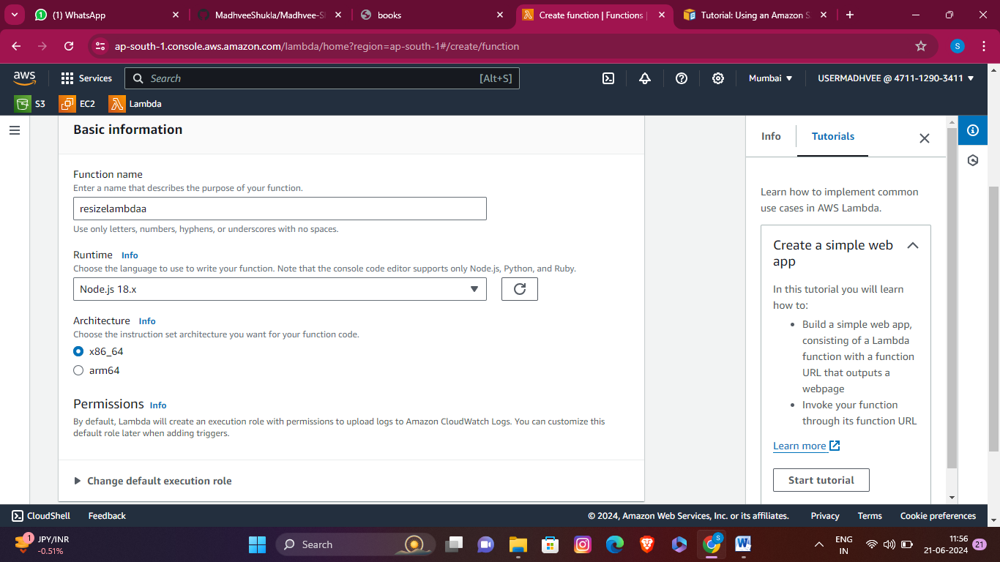 (1) WhatsApp
MadhveeShukla/Madhvee-Sh
books
Create function | Functions |
Tutorial: Using an Amazon S
ap-south-1.console.aws.amazon.com/lambda/home?region=ap-south-1#/create/function
S
aws
Services
Search
[Alt+S]
Mumbai
USERMADHVEE @ 4711-1290-3411
S3
EC2
Lambda
Basic information
Function name
Enter a name that describes the purpose of your function.
resizelambdaa
Use only letters, numbers, hyphens, or underscores with no spaces.
Runtime Info
Choose the language to use to write your function. Note that the console code editor supports only Node.js, Python, and Ruby.
Node.js 18.x
Architecture Info
Choose the instruction set architecture you want for your function code.
x86_64
arm64
Permissions Info
By default, Lambda will create an execution role with permissions to upload logs to Amazon CloudWatch Logs. You can customize this
default role later when adding triggers.
Change default execution role
Info
Tutorials
Learn how to implement common
use cases in AWS Lambda.
Create a simple web
app
In this tutorial you will learn
how to:
• Build a simple web app,
consisting of a Lambda
function with a function
URL that outputs a
webpage
• Invoke your function
through its function URL
Learn more
Start tutorial
CloudShell
Feedback
© 2024, Amazon Web Services, Inc. or its affiliates.
Privacy
Terms
Cookie preferences
1
JPY/INR
-0.51%
Search
S
ENG
IN
11:56
21-06-2024
21